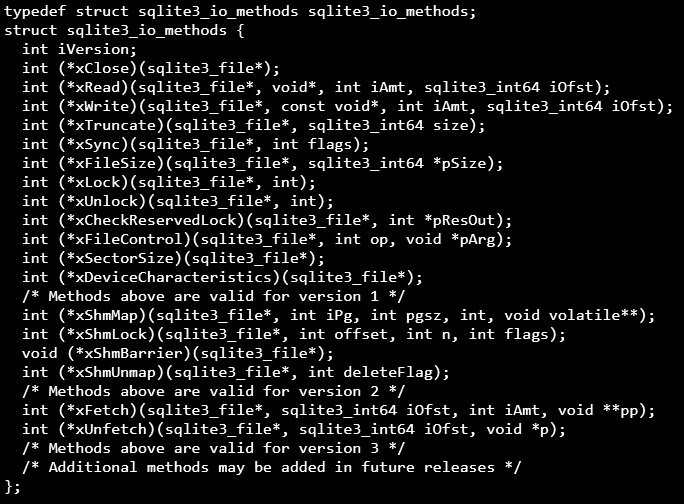 typedef struct sqlite3_io_methods sqlite3_io_methods;
struct sqlite3_io_methods {
  int iVersion;
  int (*xClose)(sqlite3_file*);
  int (*xRead)(sqlite3_file*, void*, int iAmt, sqlite3_int64 iOfst);
  int (*xWrite)(sqlite3_file*, const void*, int iAmt, sqlite3_int64 iOfst);
  int (*xTruncate)(sqlite3_file*, sqlite3_int64 size);
  int (*xSync)(sqlite3_file*, int flags);
  int (*xFileSize)(sqlite3_file*, sqlite3_int64 *pSize);
  int (*xLock)(sqlite3_file*, int);
  int (*xUnlock)(sqlite3_file*, int);
  int (*xCheckReservedLock)(sqlite3_file*, int *pResOut);
  int (*xFileControl)(sqlite3_file*, int op, void *pArg);
  int (*xSectorSize)(sqlite3_file*);
  int (*xDeviceCharacteristics)(sqlite3_file*);
  /* Methods above are valid for version 1 */
  int (*xShmMap)(sqlite3_file*, int iPg, int pgsz, int, void volatile**);
  int (*xShmLock)(sqlite3_file*, int offset, int n, int flags);
  void (*xShmBarrier)(sqlite3_file*);
  int (*xShmUnmap)(sqlite3_file*, int deleteFlag);
  /* Methods above are valid for version 2 */
  int (*xFetch)(sqlite3_file*, sqlite3_int64 iOfst, int iAmt, void **pp);
  int (*xUnfetch)(sqlite3_file*, sqlite3_int64 iOfst, void *p);
  /* Methods above are valid for version 3 */
  /* Additional methods may be added in future releases */
};